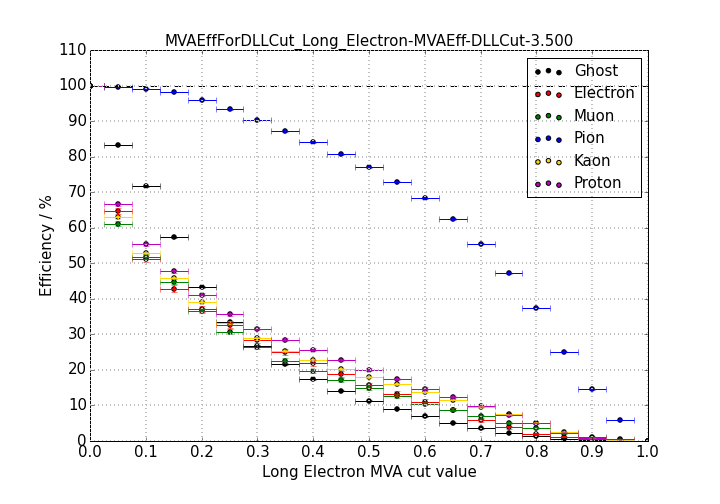 MVAEffForDLLCut_Long_Electron-MVAEff-DLLCut-3.500
110
100
90
80
70
60
50
40
30
20
10
0
Efficiency / %
Ghost
Electron
Muon
Pion
Kaon
Proton
0.0 0.1 0.2 0.3 0.4 0.5 0.6 0.7 0.8 0.9 1.0
Long Electron MVA cut value